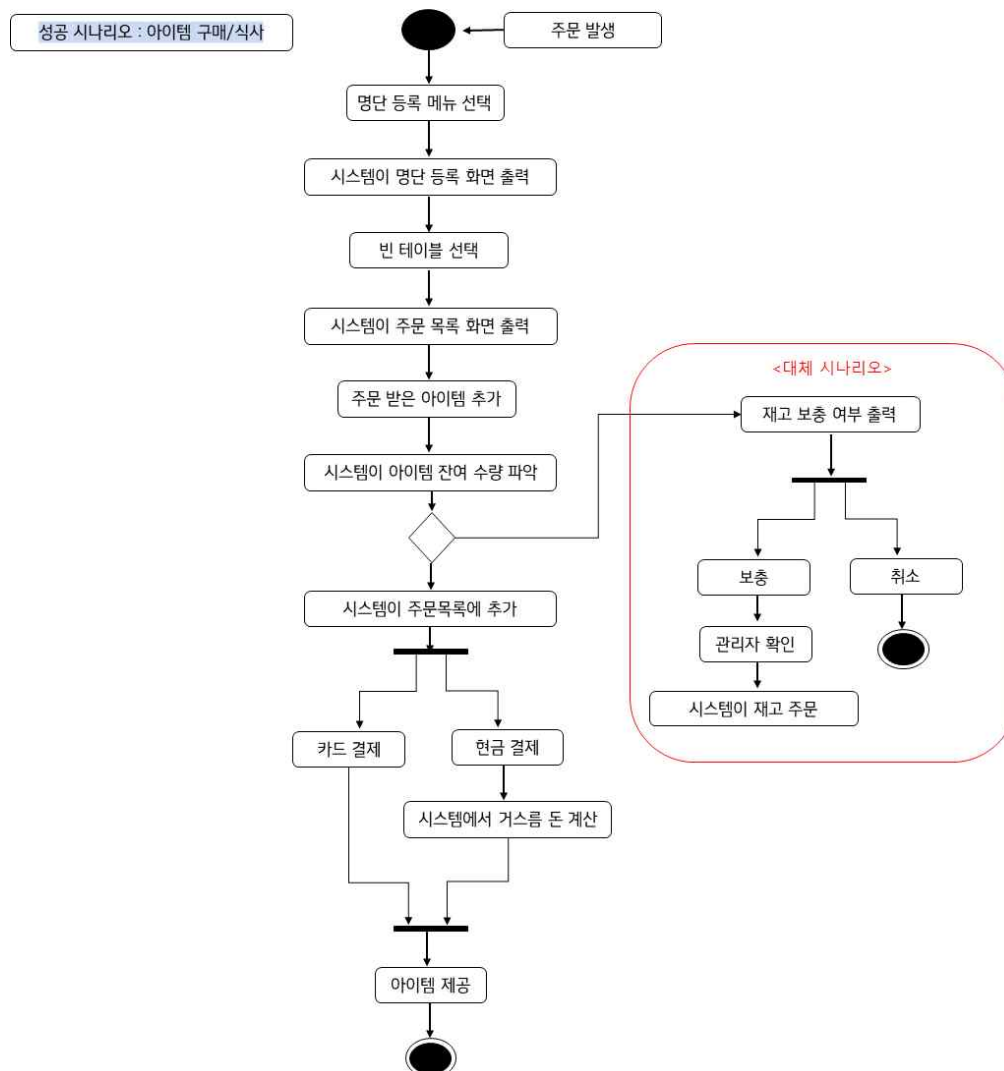 성공 시나리오 : 아이템 구매/식사
주문 발생
명단 등록 메뉴 선택
시스템이 명단 등록 화면 출력
빈 테이블 선택
시스템이 주문 목록 화면 출력
주문 받은 아이템 추가
시스템이 아이템 잔여 수량 파악
시스템이 주문목록에 추가
카드 결제
현금 결제
시스템에서 거스름 돈 계산
아이템 제공
<대체 시나리오>
재고 보충 여부 출력
보충
취소
관리자 확인
시스템이 재고 주문